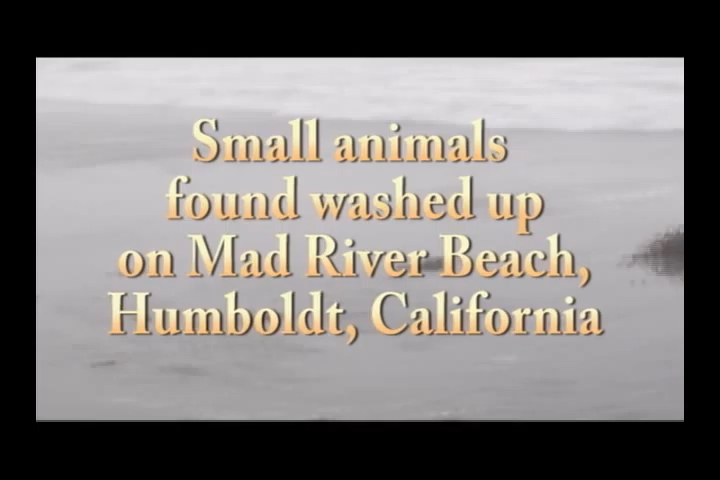 Small animals
found washed up
on Mad River Beach,
Humboldt, California